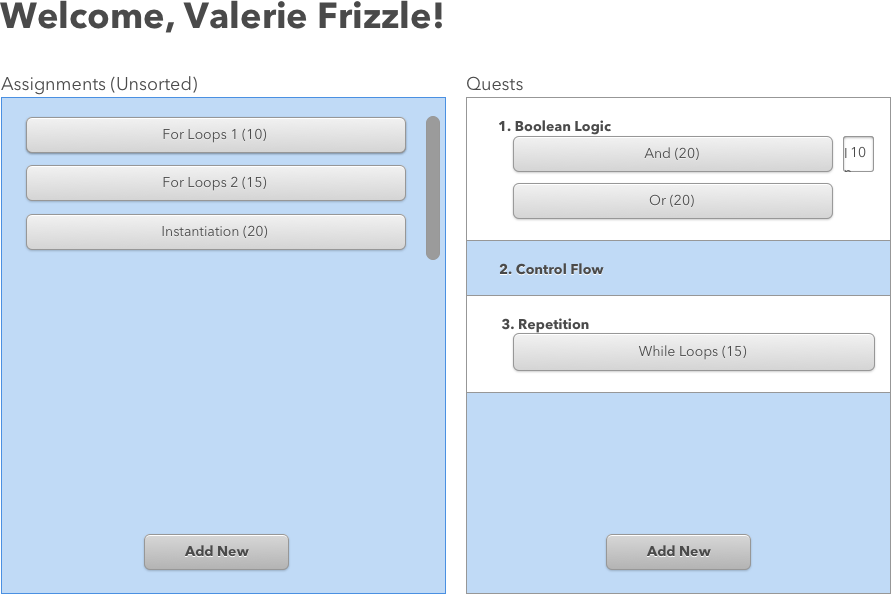 Welcome, Valerie Frizzle!
Assignments (Unsorted)
For Loops 1 (10)
For Loops 2 (15)
Instantiation (20)
Add New
Quests
1. Boolean Logic
And (20)
10
Or (20)
2. Control Flow
3. Repetition
While Loops (15)
Add New